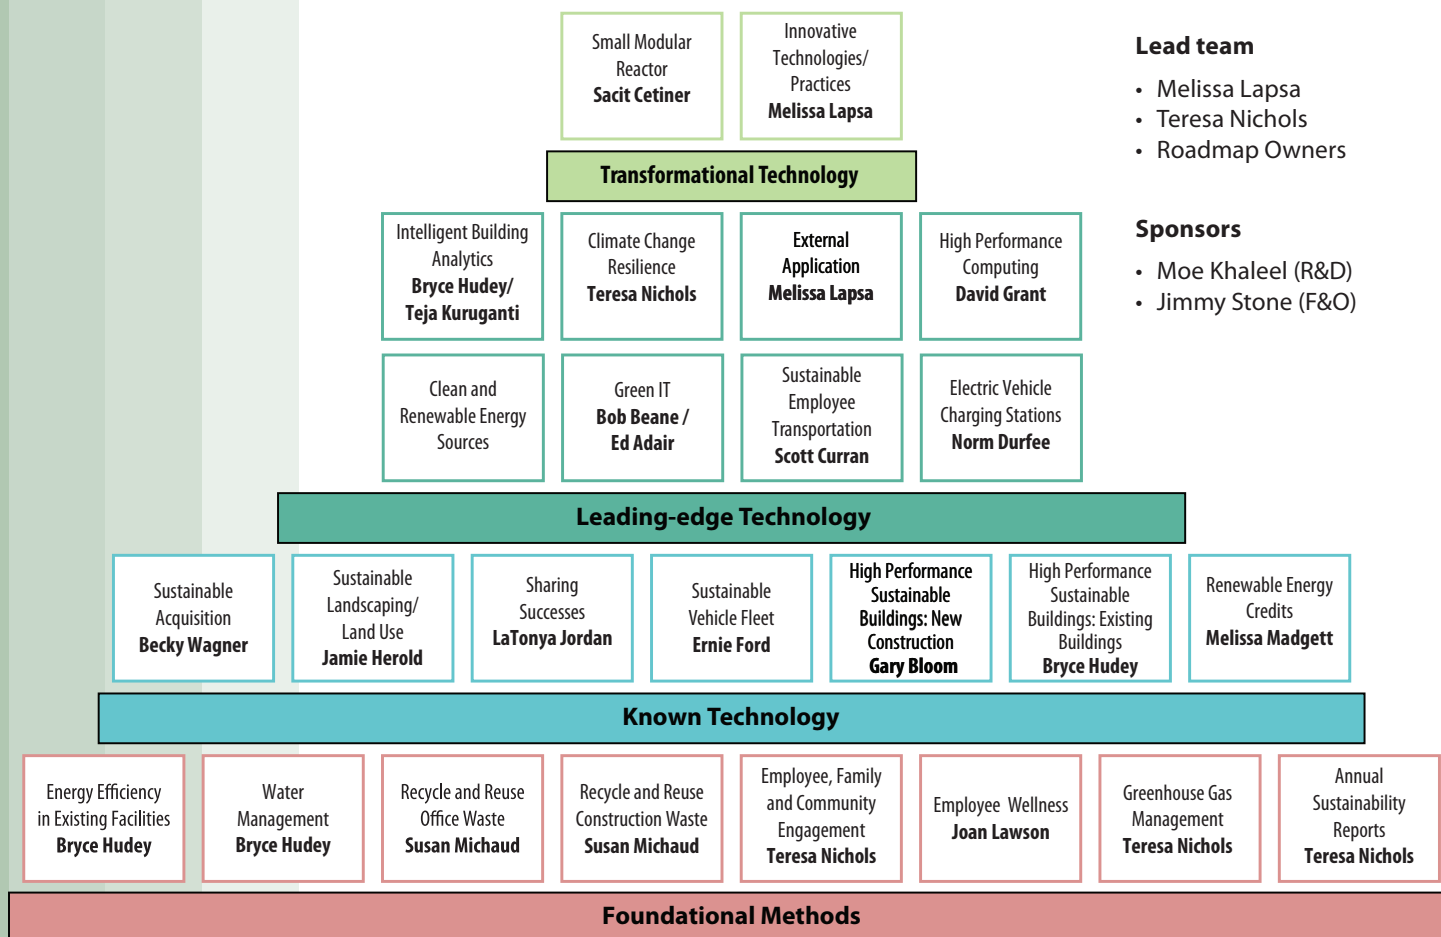 Small Modular
Reactor
Sacit Cetiner
Innovative
Technologies/
Practices
Melissa Lapsa
Lead team
• Melissa Lapsa
• Teresa Nichols
• Roadmap Owners
Sponsors
• Moe Khaleel (R&D)
• Jimmy Stone (F&O)
Transformational Technology
Intelligent Building
Analytics
Bryce Hudey/
Teja Kuruganti
Climate Change
Resilience
Teresa Nichols
External
Application
Melissa Lapsa
High Performance
Computing
David Grant
Clean and
Renewable Energy
Sources
Green IT
Bob Beane /
Ed Adair
Sustainable
Employee
Transportation
Scott Curran
Electric Vehicle
Charging Stations
Norm Durfee
Leading-edge Technology
Sustainable
Acquisition
Becky Wagner
Sustainable
Landscaping/
Land Use
Jamie Herold
Sharing
Successes
LaTonya Jordan
Sustainable
Vehicle Fleet
Ernie Ford
High Performance
Sustainable
Buildings: New
Construction
Gary Bloom
High Performance
Sustainable
Buildings: Existing
Buildings
Bryce Hudey
Renewable Energy
Credits
Melissa Madgett
Known Technology
Energy Efficiency
in Existing Facilities
Bryce Hudey
Water
Management
Bryce Hudey
Recycle and Reuse
Office Waste
Susan Michaud
Recycle and Reuse
Construction Waste
Susan Michaud
Employee, Family
and Community
Engagement
Teresa Nichols
Employee Wellness
Joan Lawson
Greenhouse Gas
Management
Teresa Nichols
Annual
Sustainability
Reports
Teresa Nichols
Foundational Methods